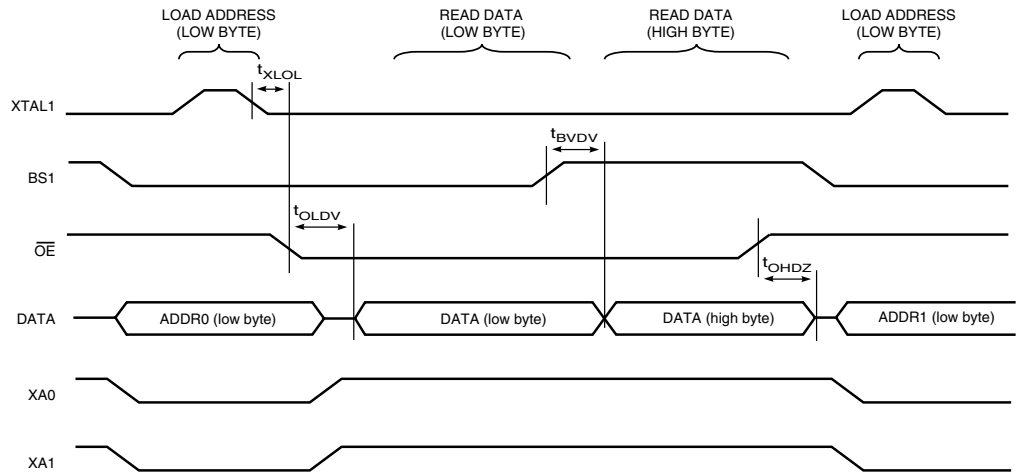 LOAD ADDRESS
(LOW BYTE)
READ DATA
(LOW BYTE)
READ DATA
(HIGH BYTE)
LOAD ADDRESS
(LOW BYTE)
tXLOL
XTAL1
tBVDV
BS1
tOLDV
OE
tOHDZ
DATA
ADDR0 (low byte)
DATA (low byte)
DATA (high byte)
ADDR1 (low byte)
XA0
XA1